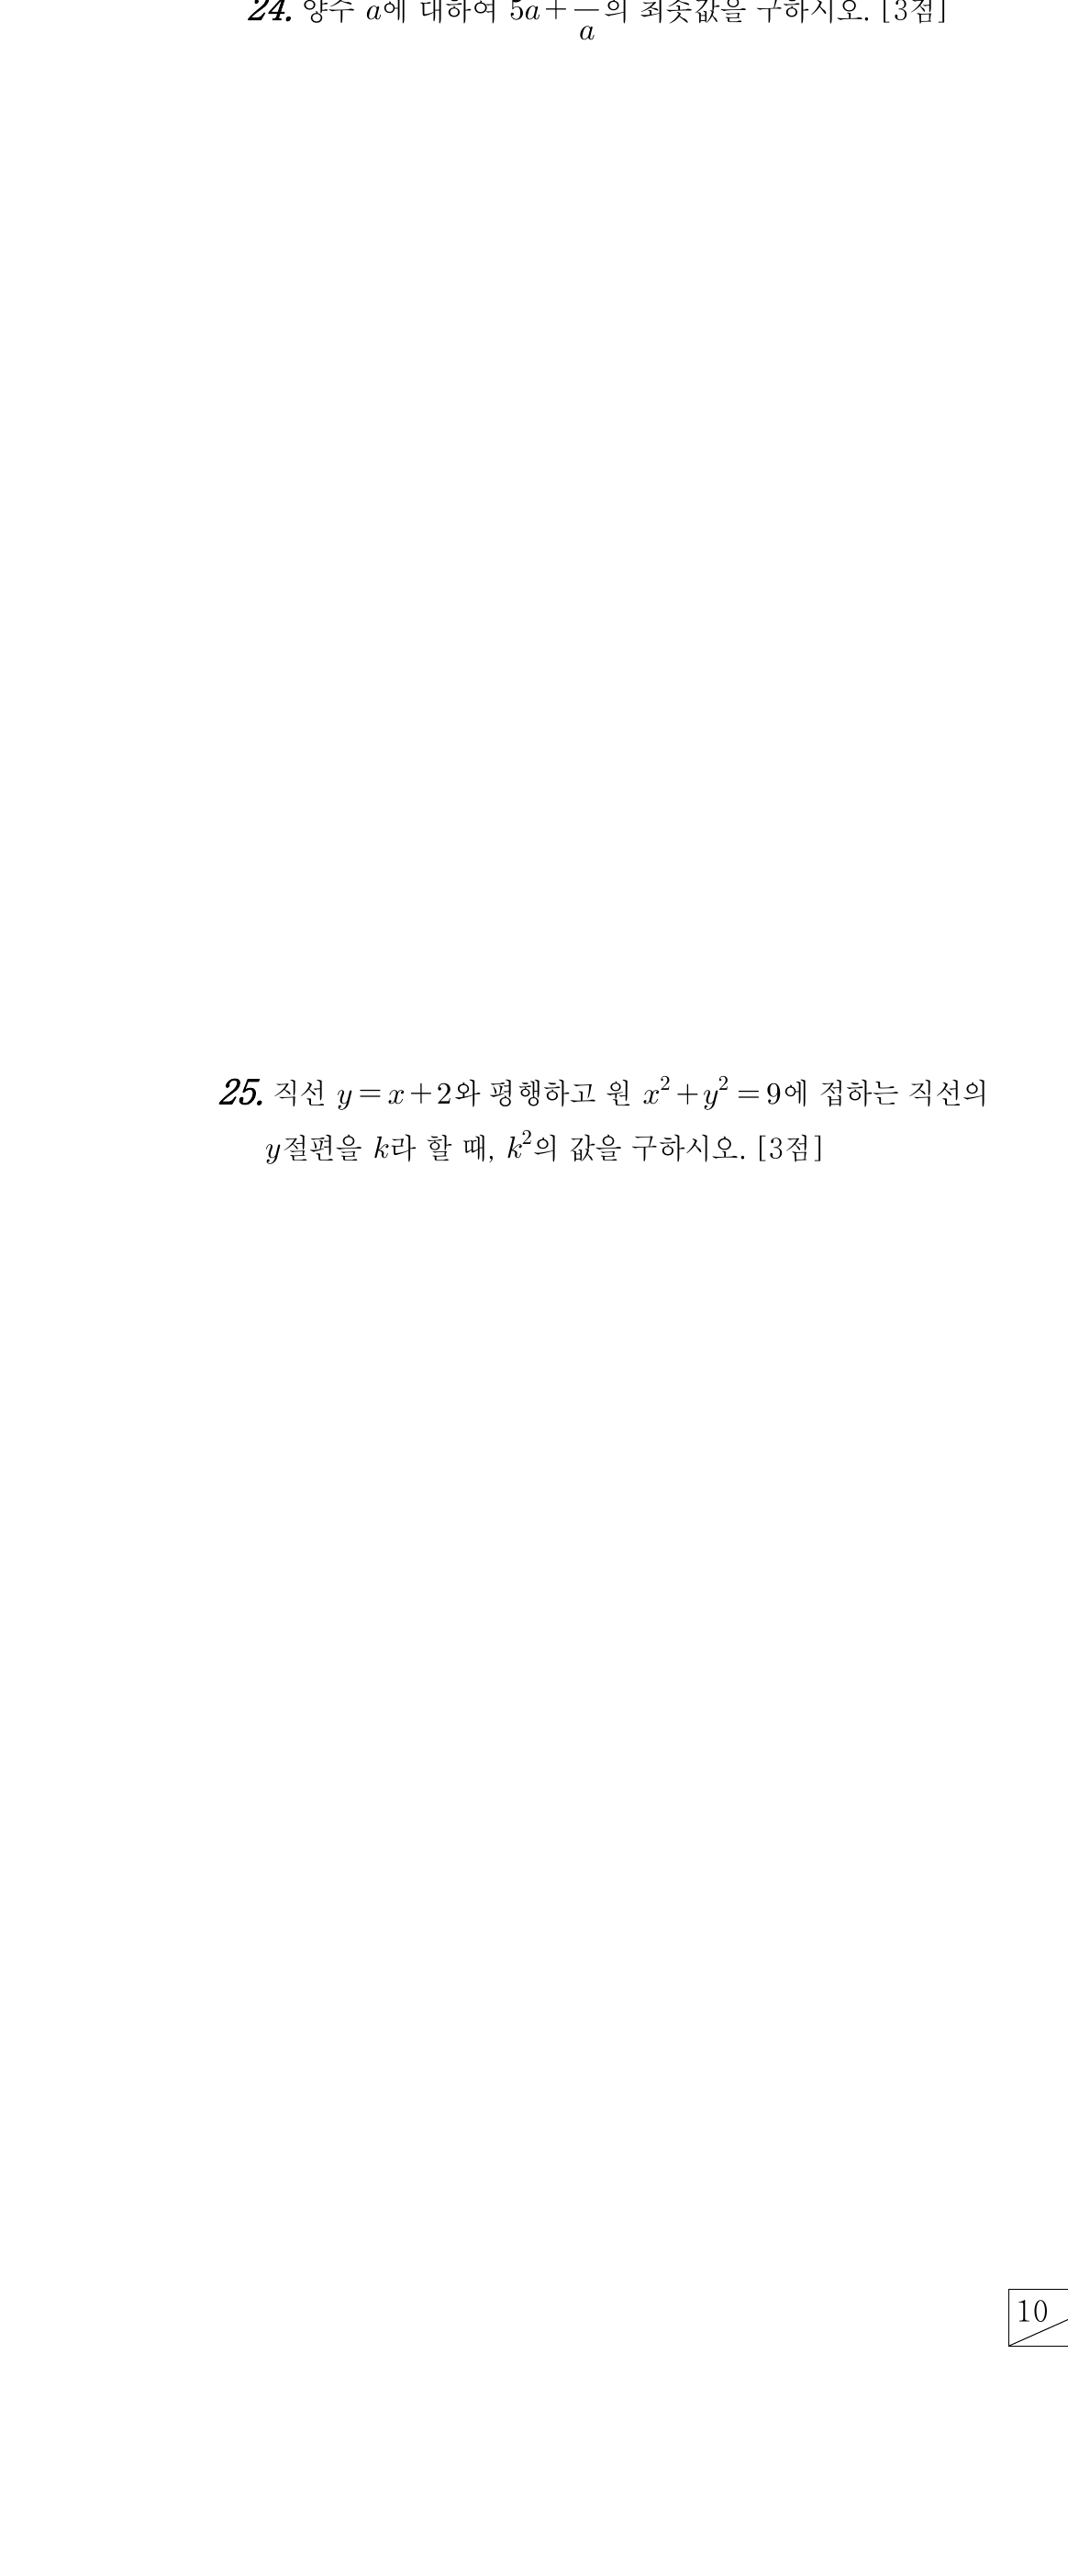 24. 양수 a에 대하여 5a+ / a 의 최솟값을 구하시오. [3점]
25. 직선 y=x+2와 평행하고 원 x²+y²=9에 접하는 직선의
y절편을 k라 할 때, k²의 값을 구하시오. [3점]
10